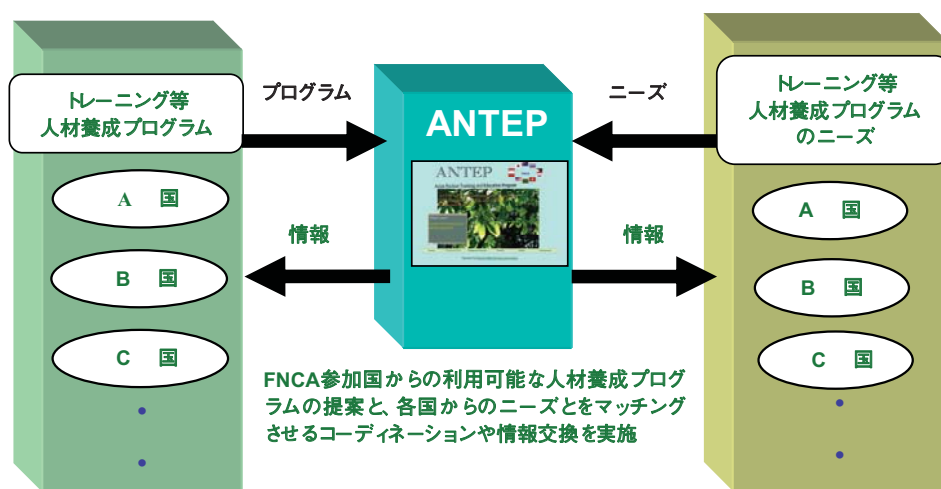 トレーニング等
人材養成プログラム
A 国
B 国
C 国
プログラム
情報
ANTEP
ANTEP
ニーズ
情報
トレーニング等
人材養成プログラム
のニーズ
A 国
B 国
C 国
FNCA参加国からの利用可能な人材養成プログ
ラムの提案と、各国からのニーズとをマッチング
させるコーディネーションや情報交換を実施